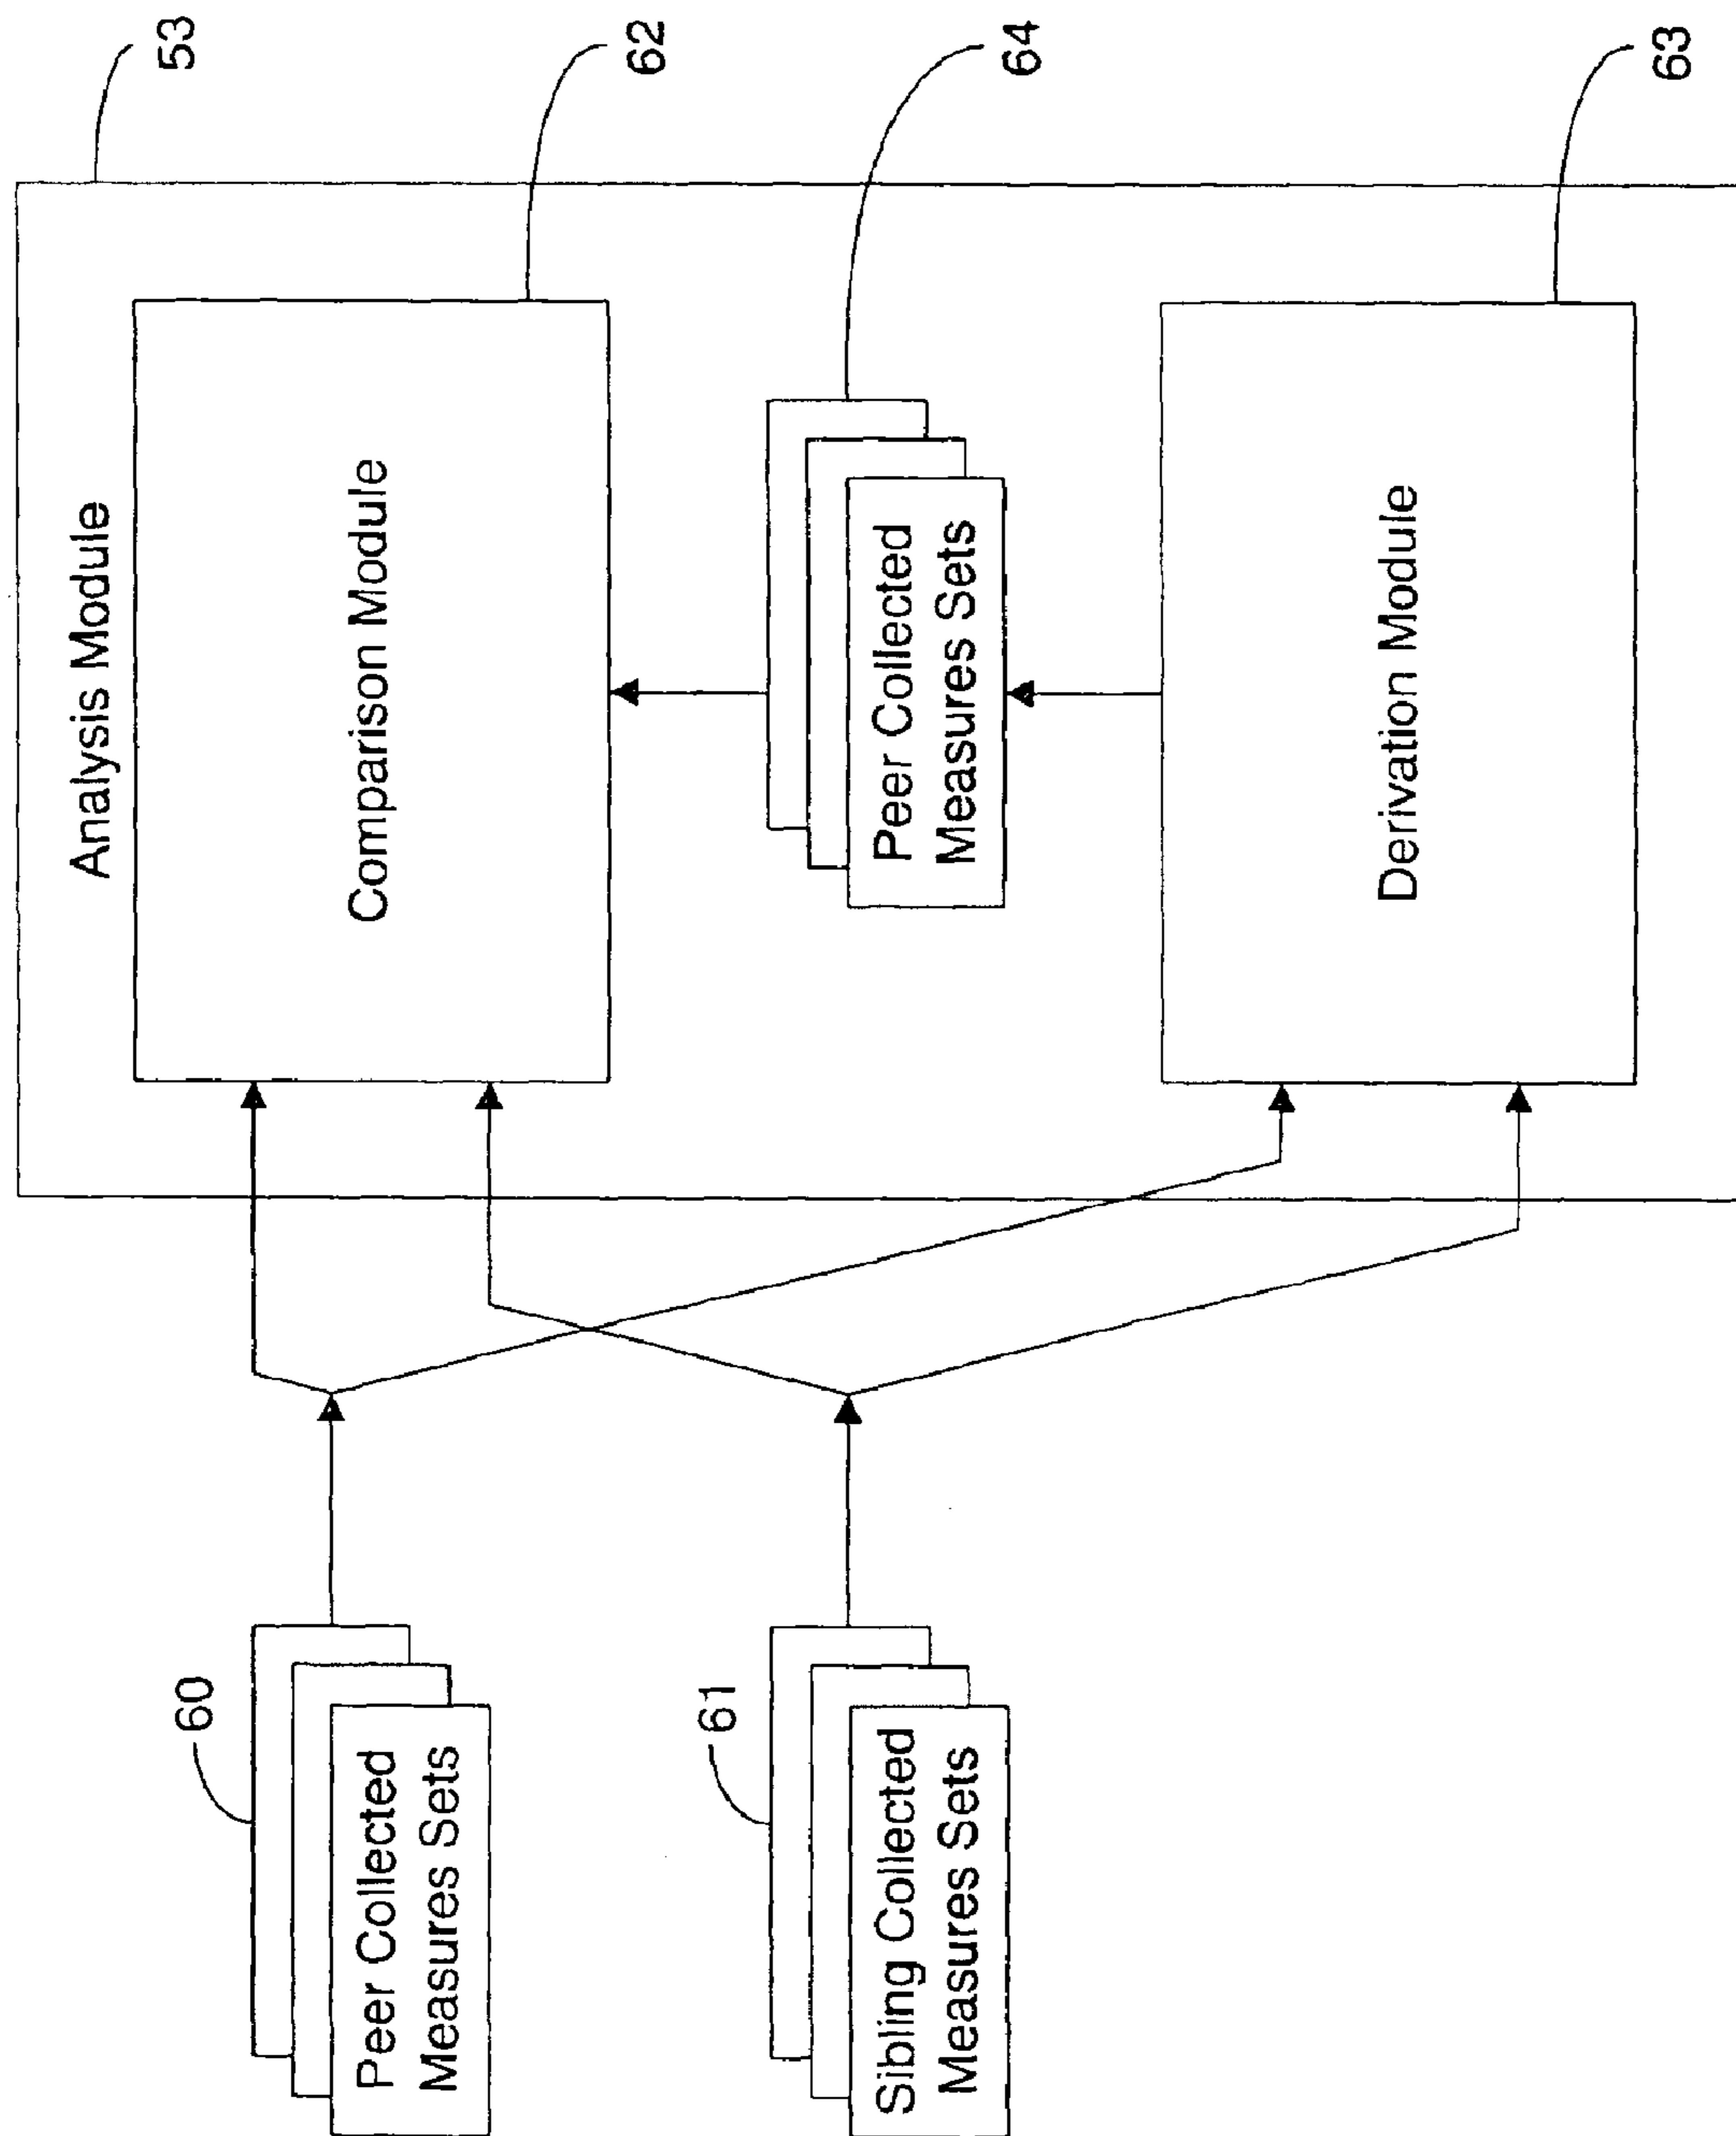 53
Analysis Module
Comparison Module
62
60
Peer Collected
Measures Sets
64
Peer Collected
Measures Sets
61
Sibling Collected
Measures Sets
Derivation Module
63